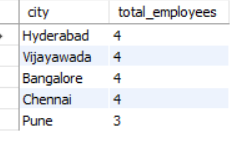 city total_employees
Hyderabad 4
Vijayawada 4
Bangalore 4
Chennai 4
Pune 3